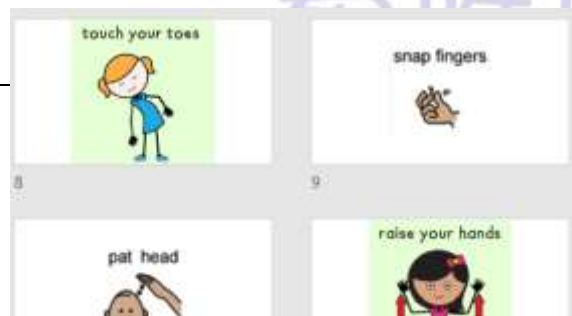 touch your toes
snap fingers
8
9
pat head
raise your hands